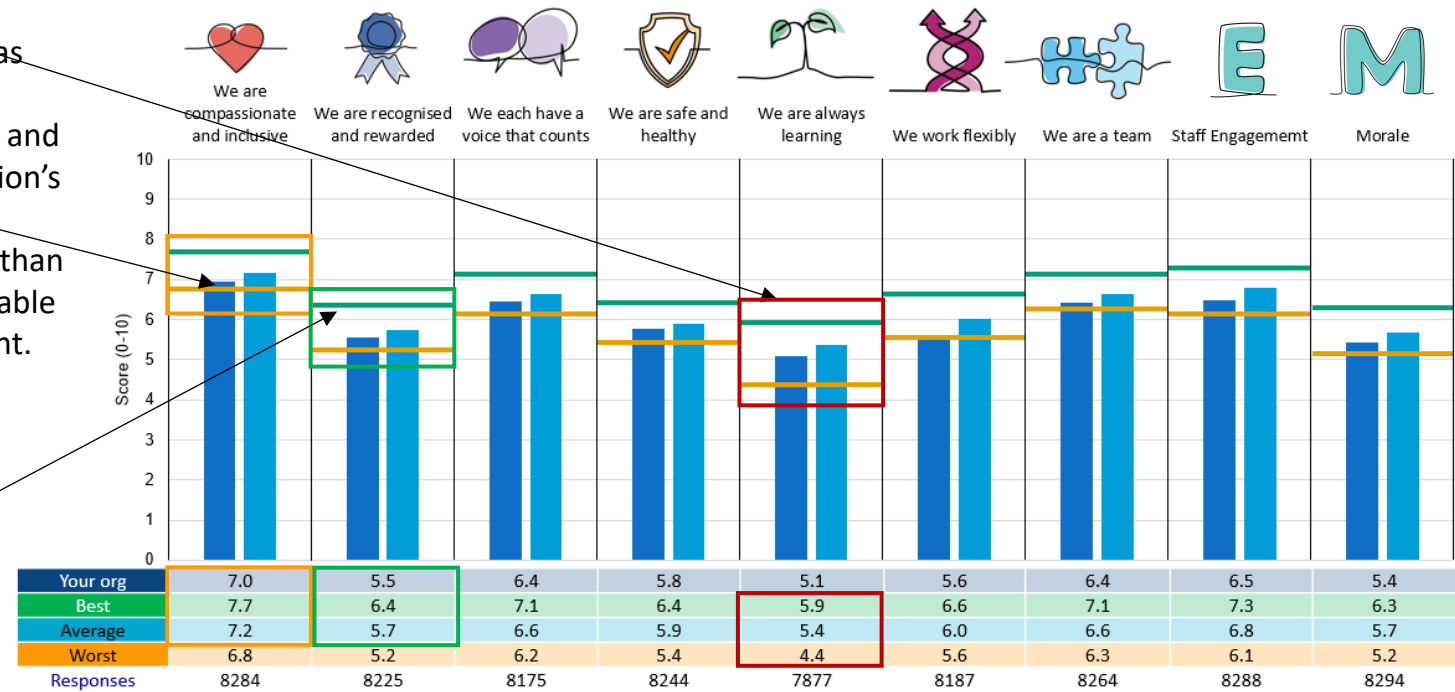 as
and
ion's
than
able
nt.
E
M
We are
compassionate
and inclusive
We are recognised
and rewarded
We each have a
voice that counts
We are safe and
healthy
We are always
learning
We work flexibly
We are a team
Staff Engagememt
Morale
Score (0-10)
10
9
8
7
6
5
4
3
2
1
0
Your org 7.0 5.5 6.4 5.8 5.1 5.6 6.4 6.5 5.4
Best 7.7 6.4 7.1 6.4 5.9 6.6 7.1 7.3 6.3
Average 7.2 5.7 6.6 5.9 5.4 6.0 6.6 6.8 5.7
Worst 6.8 5.2 6.2 5.4 4.4 5.6 6.3 6.1 5.2
Responses 8284 8225 8175 8244 7877 8187 8264 8288 8294